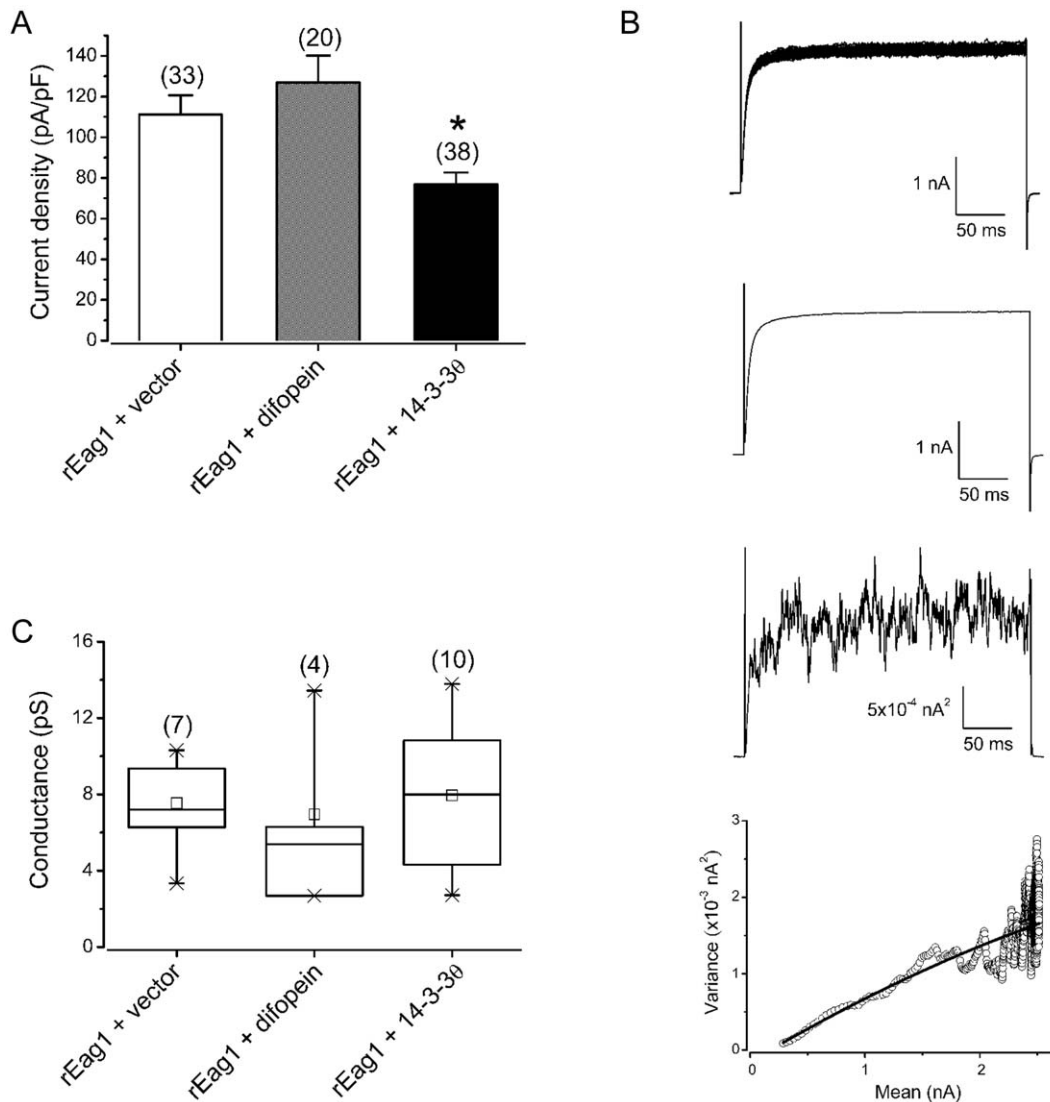 A
Current density (pA/pF)
140
120
100
80
60
40
20
0
(33)
(20)
*
(38)
rEag1 + vector
rEag1 + difopein
rEag1 + 14-3-3θ
B
1 nA
50 ms
1 nA
50 ms
5x10⁻⁴ nA²
50 ms
Variance (x10⁻³ nA²)
3
2
1
0
0
1
2
Mean (nA)
C
Conductance (pS)
16
12
8
4
0
(7)
(4)
(10)
rEag1 + vector
rEag1 + difopein
rEag1 + 14-3-3θ